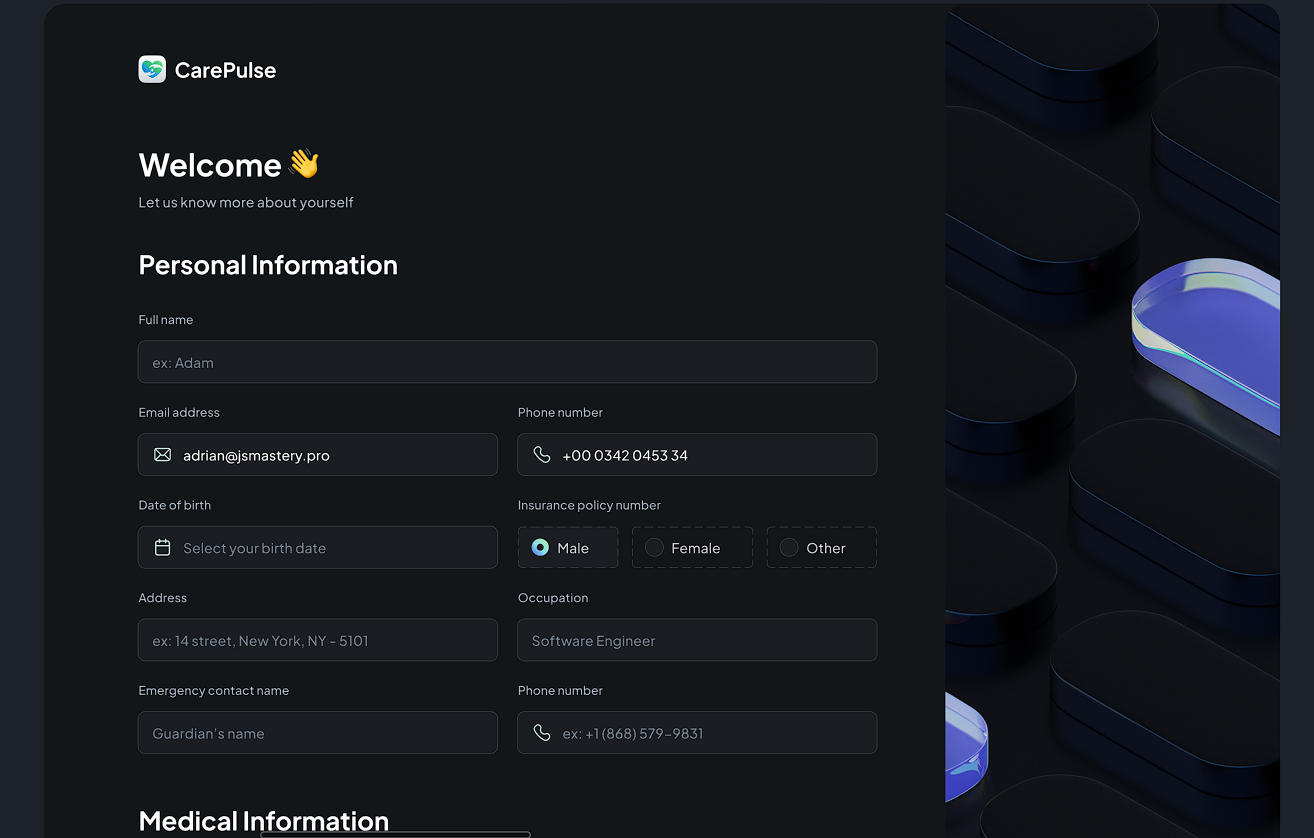 CarePulse
Welcome 👋
Let us know more about yourself
Personal Information
Full name
ex: Adam
Email address
Phone number
adrian@jsmastery.pro
+00 0342 0453 34
Date of birth
Insurance policy number
Select your birth date
Male
Female
Other
Address
Occupation
ex: 14 street, New York, NY - 5101
Software Engineer
Emergency contact name
Phone number
Guardian's name
ex: +1 (868) 579-9831
Medical Information